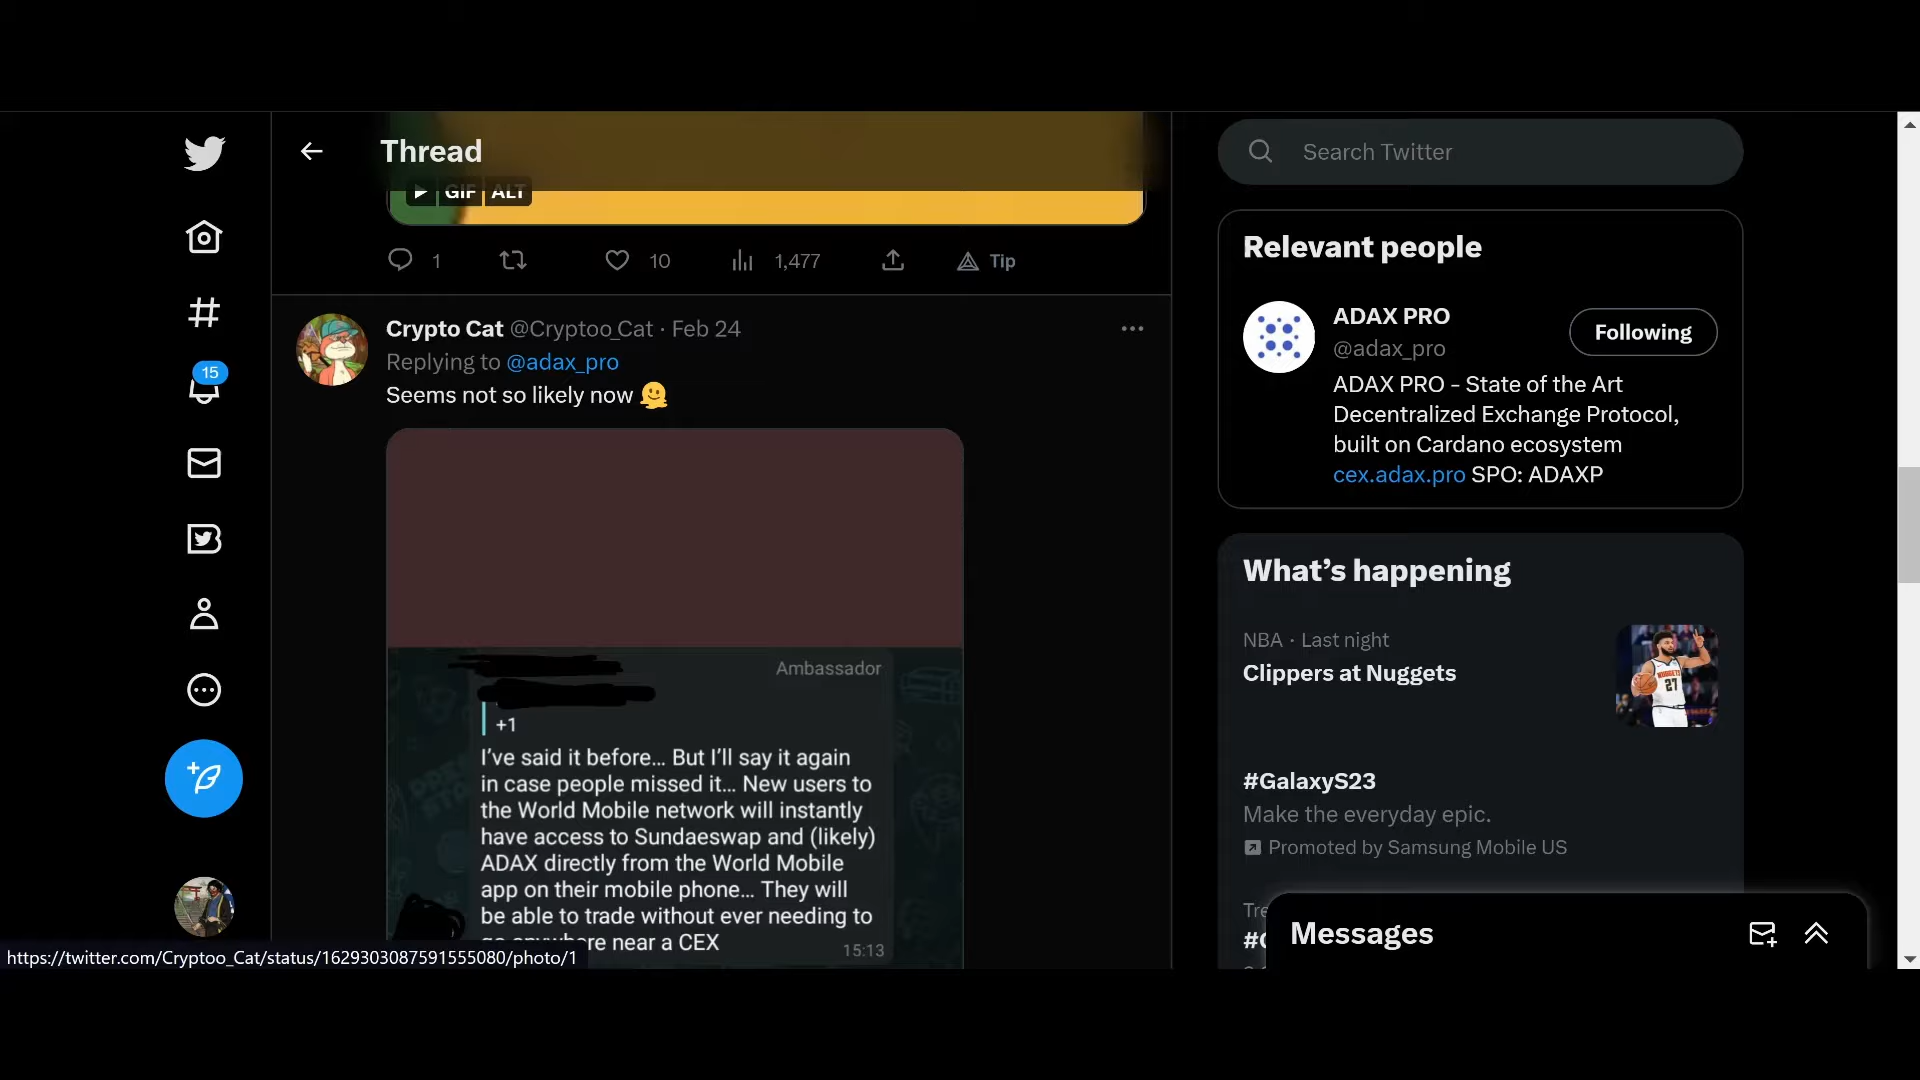 Thread
GIF ALT
1
10
1,477
Tip
Crypto Cat @Cryptoo_Cat · Feb 24
Replying to @adax_pro
Seems not so likely now
Ambassador
+1
I've said it before... But I'll say it again
in case people missed it... New users to
the World Mobile network will instantly
have access to Sundaeswap and (likely)
ADAX directly from the World Mobile
app on their mobile phone... They will
be able to trade without ever needing to
go anywhere near a CEX
15:13
15
https://twitter.com/Cryptoo_Cat/status/1629303087591555080/photo/1
Search Twitter
Relevant people
ADAX PRO
@adax_pro
Following
ADAX PRO - State of the Art
Decentralized Exchange Protocol,
built on Cardano ecosystem
cex.adax.pro SPO: ADAXP
What's happening
NBA · Last night
Clippers at Nuggets
NUGGETS
27
#GalaxyS23
Make the everyday epic.
Promoted by Samsung Mobile US
Messages